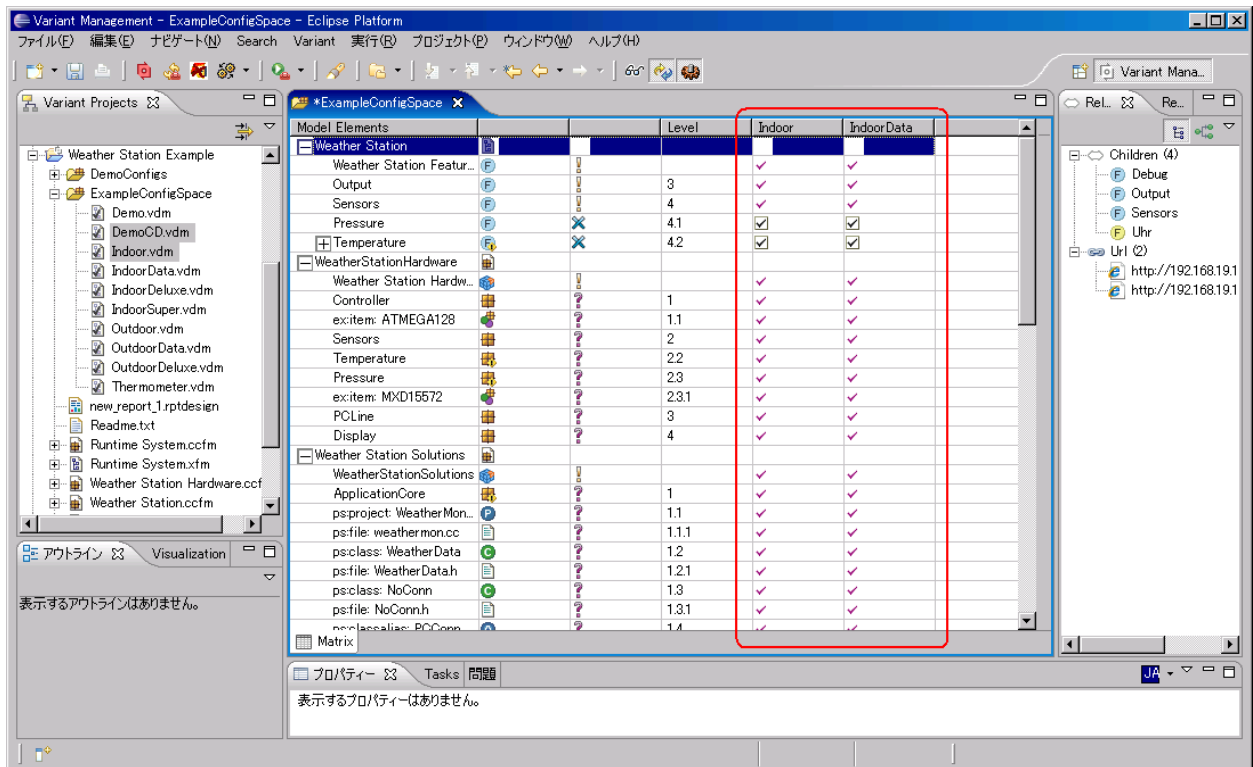 Variant Management - ExampleConfigSpace - Eclipse Platform
ファイル(F) 編集(E) ナビゲート(N) Search Variant 実行(R) プロジェクト(P) ウィンドウ(W) ヘルプ(H)
Variant Mana...
Variant Projects
Weather Station Example
DemoConfigs
ExampleConfigSpace
Demo.vdm
DemoCD.vdm
Indoor.vdm
IndoorData.vdm
IndoorDeluxe.vdm
IndoorSuper.vdm
Outdoor.vdm
OutdoorData.vdm
OutdoorDeluxe.vdm
Thermometer.vdm
new_report_1.rptdesign
Readme.txt
Runtime System.ccfm
Runtime System.xfm
Weather Station Hardware.ccf
Weather Station.ccfm
アウトライン Visualization
表示するアウトラインはありません。
*ExampleConfigSpace
Model Elements Level Indoor IndoorData
Weather Station
Weather Station Featur...
Output 3
Sensors 4
Pressure 4.1
Temperature 4.2
WeatherStationHardware
Weather Station Hardw...
Controller 1
ex:item: ATMEGA128 1.1
Sensors 2
Temperature 2.2
Pressure 2.3
ex:item: MXD15572 2.3.1
PCLine 3
Display 4
Weather Station Solutions
WeatherStationSolutions
ApplicationCore 1
ps:project: WeatherMon... 1.1
ps:file: weathermon.cc 1.1.1
ps:class: WeatherData 1.2
ps:file: WeatherData.h 1.2.1
ps:class: NoConn 1.3
ps:file: NoConn.h 1.3.1
ps:classalias: PCConn 1.4
Matrix
Rel... Re...
Children (4)
Debug
Output
Sensors
Uhr
Url (2)
http://192.168.19.1
http://192.168.19.1
プロパティー Tasks 問題
JA
表示するプロパティーはありません。